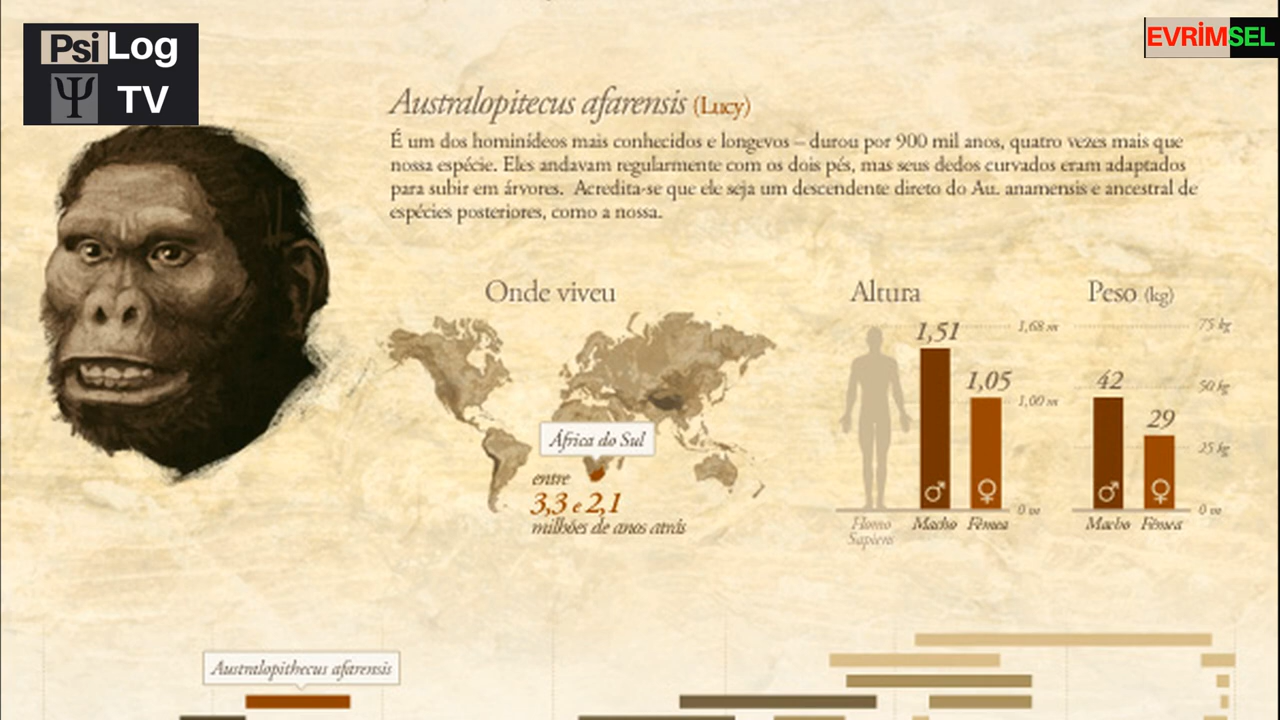 PsiLog
Ψ TV
EVRİMSEL
Australopitecus afarensis (Lucy)
É um dos hominídeos mais conhecidos e longevos – durou por 900 mil anos, quatro vezes mais que
nossa espécie. Eles andavam regularmente com os dois pés, mas seus dedos curvados eram adaptados
para subir em árvores. Acredita-se que ele seja um descendente direto do Au. anamensis e ancestral de
espécies posteriores, como a nossa.
Onde viveu
África do Sul
entre
3,3 e 2,1
milhões de anos atrás
Altura
1,51
1,05
1,68 m
1,00 m
0 m
♂
♀
Homo
Sapiens
Macho
Fêmea
Peso (kg)
42
29
75 kg
50 kg
25 kg
0 m
♂
♀
Macho
Fêmea
Australopithecus afarensis